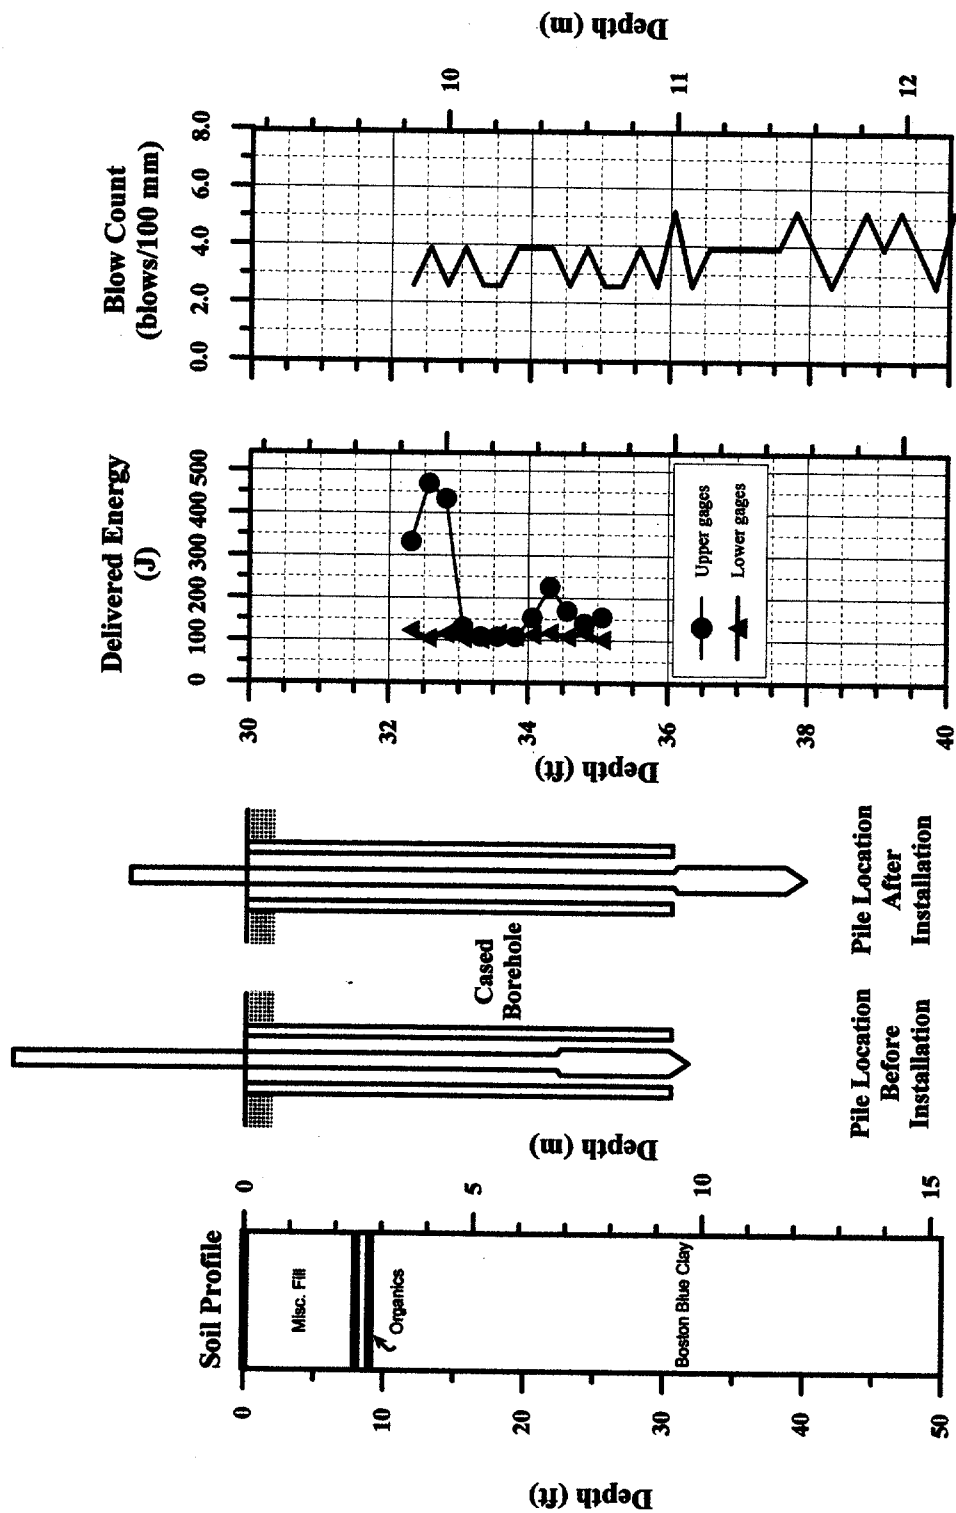 Soil Profile
Depth (ft)
0
10
20
30
40
50
Misc. Fill
Organics
Boston Blue Clay
0
5
10
15
Depth (m)
Pile Location
Before
Installation
Cased
Borehole
Pile Location
After
Installation
Delivered Energy
(J)
0 100 200 300 400 500
Depth (ft)
30
32
34
36
38
40
Upper gages
Lower gages
Blow Count
(blows/100 mm)
0.0 2.0 4.0 6.0 8.0
10
11
12
Depth (m)